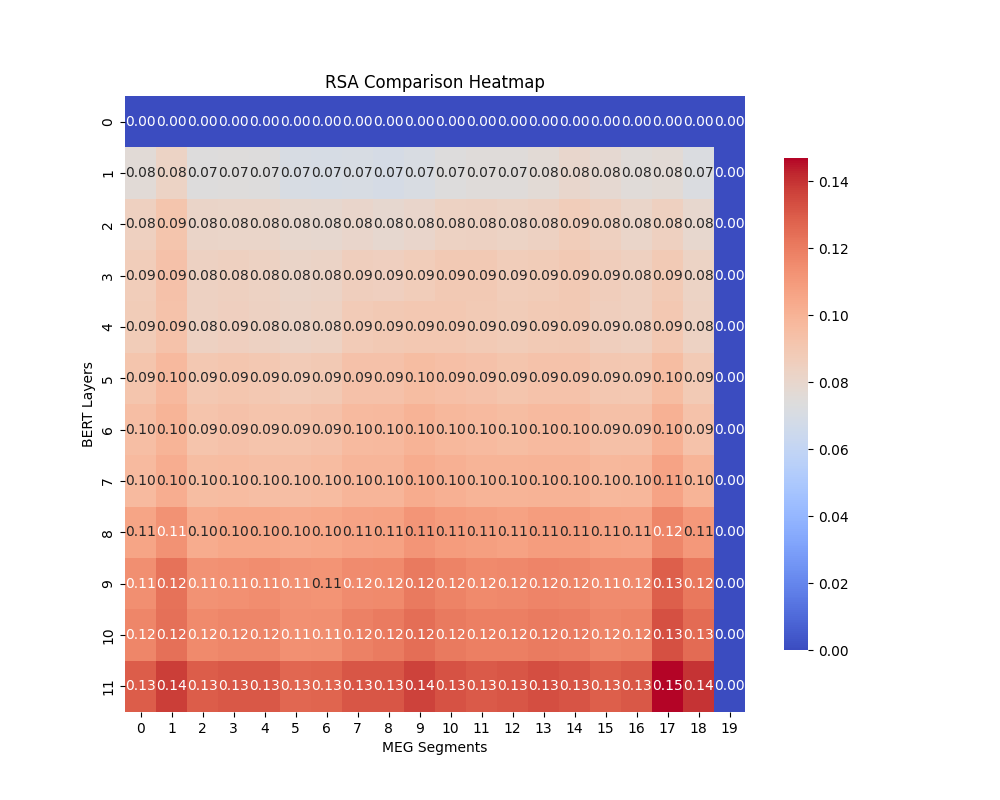 RSA Comparison Heatmap
0 0.00 0.00 0.00 0.00 0.00 0.00 0.00 0.00 0.00 0.00 0.00 0.00 0.00 0.00 0.00 0.00 0.00 0.00 0.00 0.00
1 0.08 0.08 0.07 0.07 0.07 0.07 0.07 0.07 0.07 0.07 0.07 0.07 0.07 0.08 0.08 0.08 0.08 0.08 0.07 0.00
2 0.08 0.09 0.08 0.08 0.08 0.08 0.08 0.08 0.08 0.08 0.08 0.08 0.08 0.08 0.09 0.08 0.08 0.08 0.08 0.00
3 0.09 0.09 0.08 0.08 0.08 0.08 0.08 0.09 0.09 0.09 0.09 0.09 0.09 0.09 0.09 0.09 0.08 0.09 0.08 0.00
4 0.09 0.09 0.08 0.09 0.08 0.08 0.08 0.09 0.09 0.09 0.09 0.09 0.09 0.09 0.09 0.09 0.08 0.09 0.08 0.00
5 0.09 0.10 0.09 0.09 0.09 0.09 0.09 0.09 0.09 0.10 0.09 0.09 0.09 0.09 0.09 0.09 0.09 0.10 0.09 0.00
6 0.10 0.10 0.09 0.09 0.09 0.09 0.09 0.10 0.10 0.10 0.10 0.10 0.10 0.10 0.10 0.09 0.09 0.10 0.09 0.00
7 0.10 0.10 0.10 0.10 0.10 0.10 0.10 0.10 0.10 0.10 0.10 0.10 0.10 0.10 0.10 0.10 0.10 0.11 0.10 0.00
8 0.11 0.11 0.10 0.10 0.10 0.10 0.10 0.11 0.11 0.11 0.11 0.11 0.11 0.11 0.11 0.11 0.11 0.12 0.11 0.00
9 0.11 0.12 0.11 0.11 0.11 0.11 0.11 0.12 0.12 0.12 0.12 0.12 0.12 0.12 0.12 0.11 0.12 0.13 0.12 0.00
10 0.12 0.12 0.12 0.12 0.12 0.11 0.11 0.12 0.12 0.12 0.12 0.12 0.12 0.12 0.12 0.12 0.12 0.13 0.13 0.00
11 0.13 0.14 0.13 0.13 0.13 0.13 0.13 0.13 0.13 0.14 0.13 0.13 0.13 0.13 0.13 0.13 0.13 0.15 0.14 0.00
0 1 2 3 4 5 6 7 8 9 10 11 12 13 14 15 16 17 18 19
MEG Segments
BERT Layers
0.14
0.12
0.10
0.08
0.06
0.04
0.02
0.00